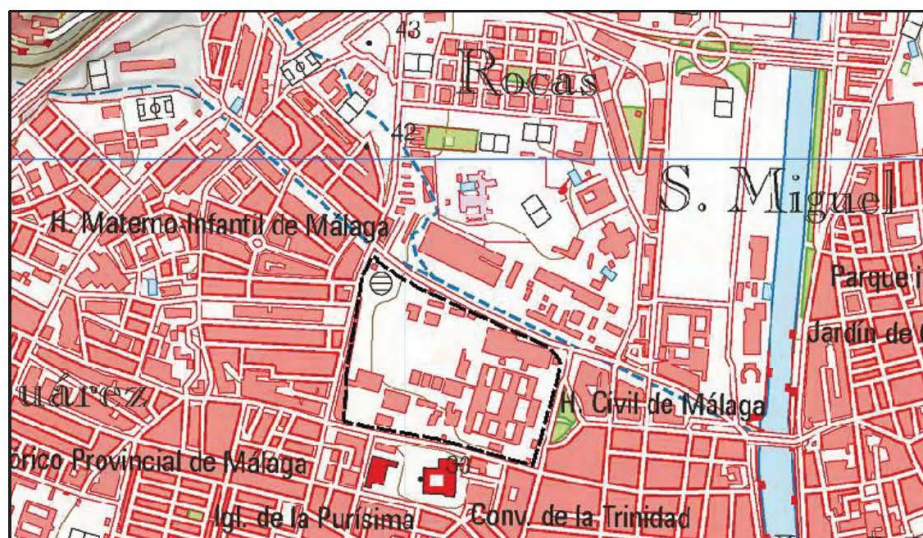 43
Rocas
42
S. Miguel
H. Materno-Infantil de Málaga
Parque
Jardín de
uárez
H. Civil de Málaga
órico Provincial de Málaga
30
Igl. de la Purísima
Conv. de la Trinidad